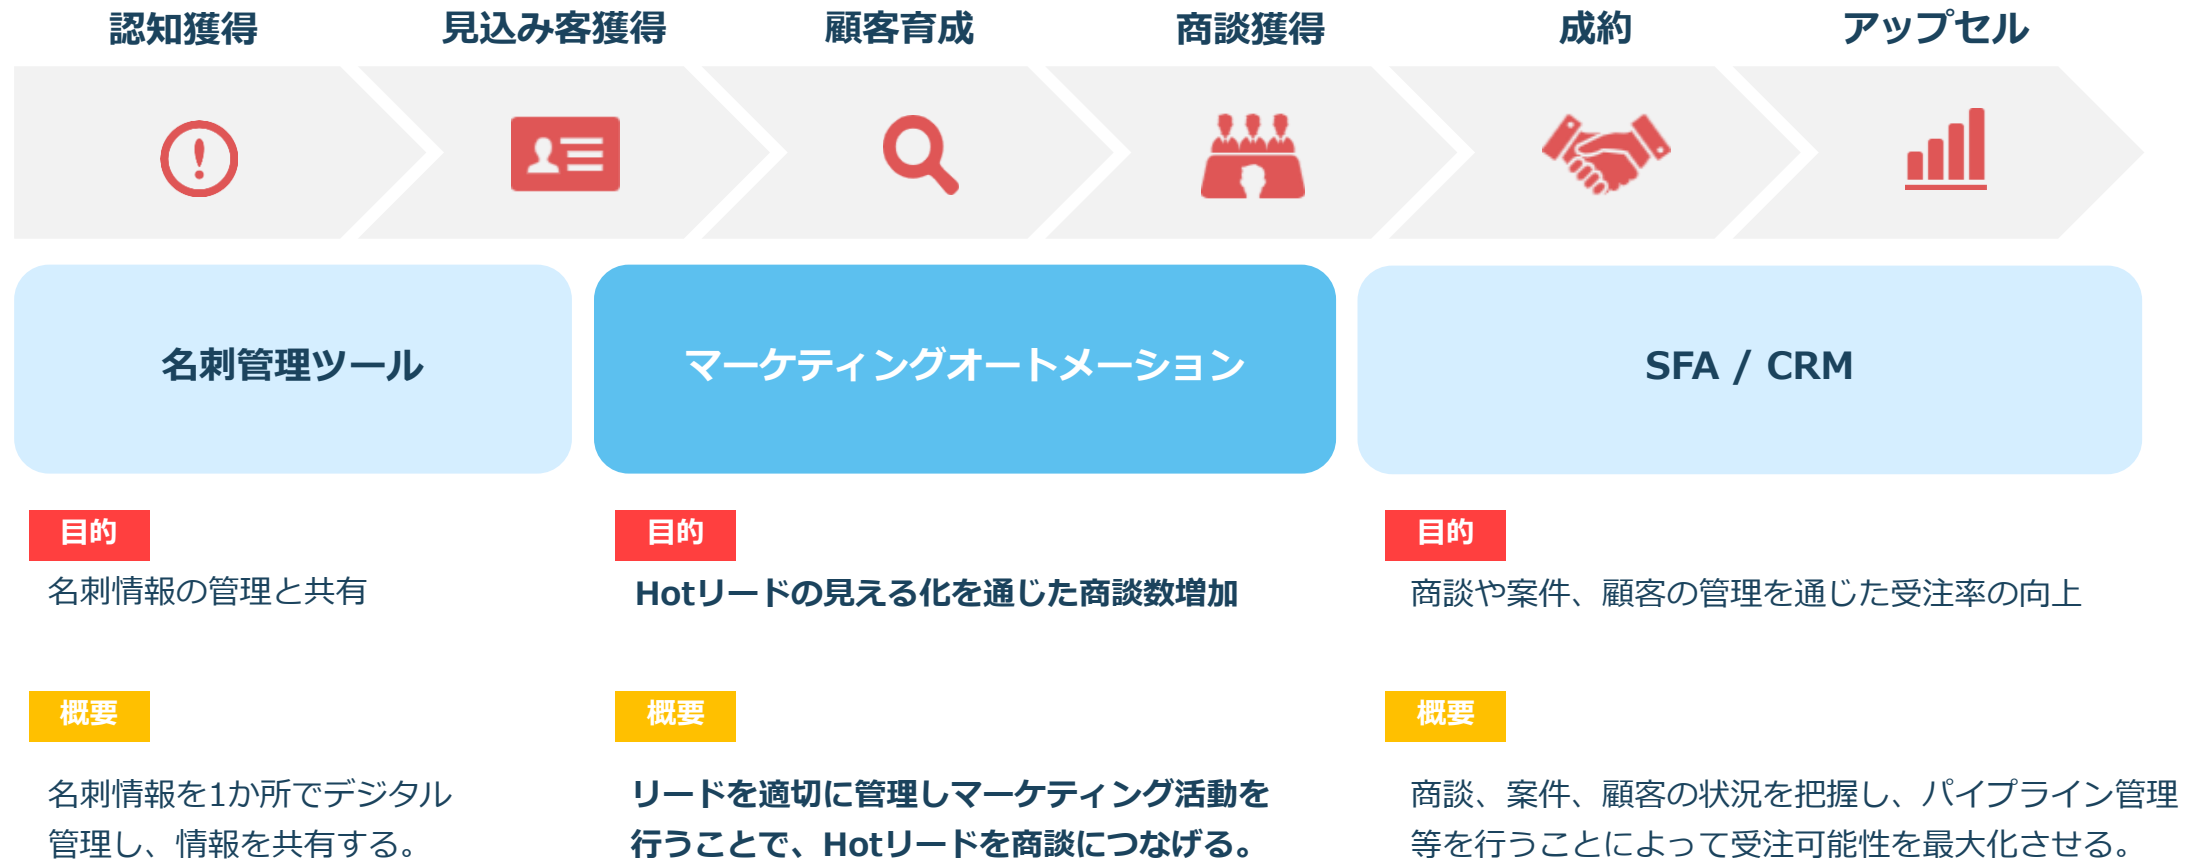 認知獲得
見込み客獲得
顧客育成
商談獲得
成約
アップセル
名刺管理ツール
マーケティングオートメーション
SFA / CRM
目的
名刺情報の管理と共有
概要
名刺情報を1か所でデジタル
管理し、情報を共有する。
目的
Hotリードの見える化を通じた商談数増加
概要
リードを適切に管理しマーケティング活動を
行うことで、Hotリードを商談につなげる。
目的
商談や案件、顧客の管理を通じた受注率の向上
概要
商談、案件、顧客の状況を把握し、パイプライン管理
等を行うことによって受注可能性を最大化させる。